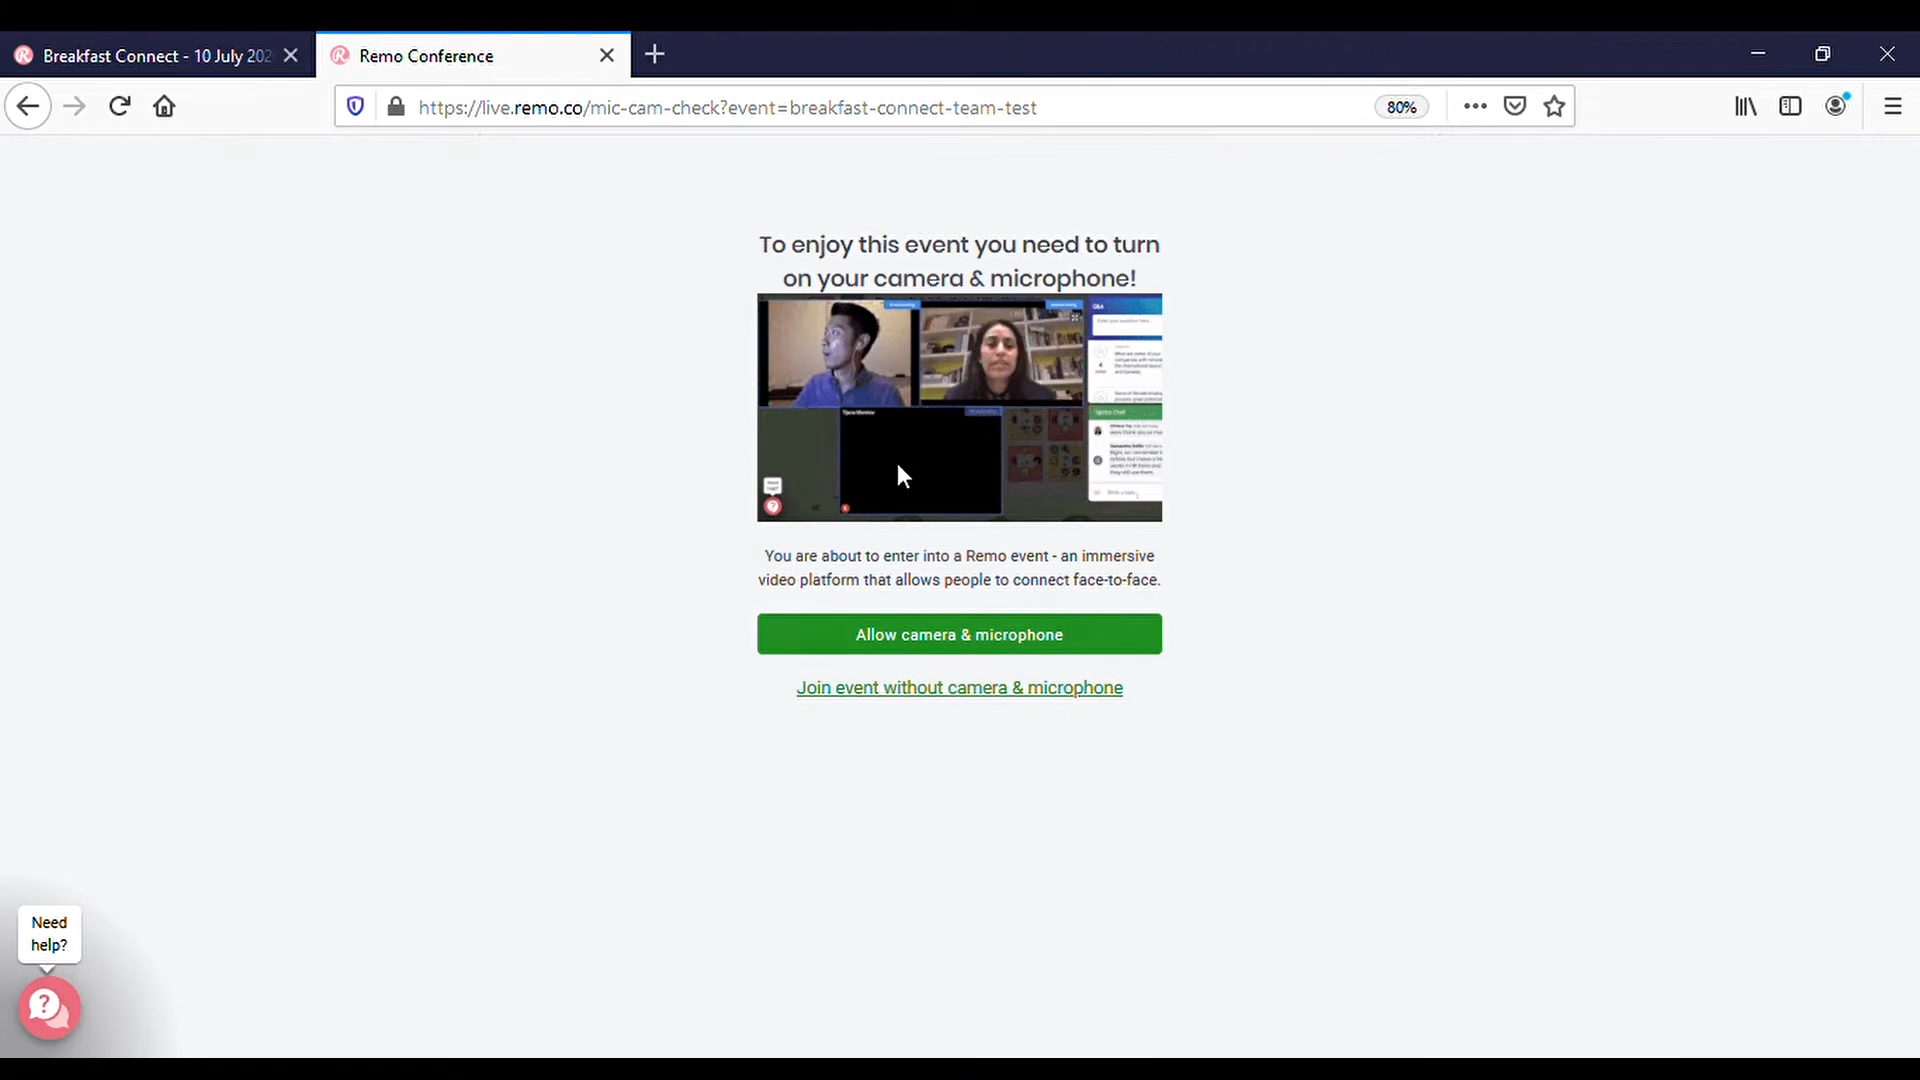 Breakfast Connect - 10 July 202
Remo Conference
https://live.remo.co/mic-cam-check?event=breakfast-connect-team-test
80%
To enjoy this event you need to turn
on your camera & microphone!
Q&A
You are about to enter into a Remo event - an immersive
video platform that allows people to connect face-to-face.
Allow camera & microphone
Join event without camera & microphone
Need
help?